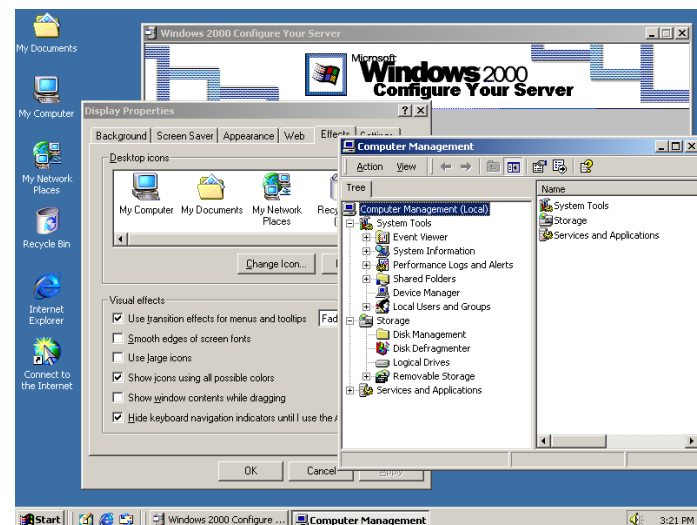 My Documents
My Computer
My Network
Places
Recycle Bin
Internet
Explorer
Connect to
the Internet
Windows 2000 Configure Your Server
Microsoft
Windows 2000
Configure Your Server
Display Properties
Background
Screen Saver
Appearance
Web
Effects
Settings
Desktop icons
My Computer
My Documents
My Network
Places
Change Icon...
Visual effects
Use transition effects for menus and tooltips
Fad
Smooth edges of screen fonts
Use large icons
Show icons using all possible colors
Show window contents while dragging
Hide keyboard navigation indicators until I use the
OK
Cancel
Apply
Computer Management
Action View
Tree
Computer Management (Local)
System Tools
Event Viewer
System Information
Performance Logs and Alerts
Shared Folders
Device Manager
Local Users and Groups
Storage
Disk Management
Disk Defragmenter
Logical Drives
Removable Storage
Services and Applications
Name
System Tools
Storage
Services and Applications
Start
Windows 2000 Configure ...
Computer Management
3:21 PM